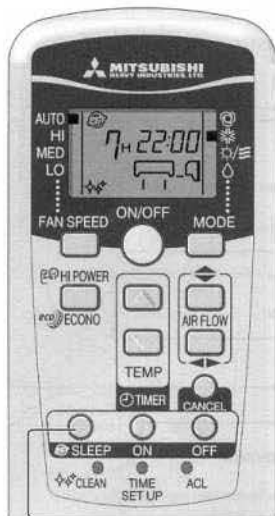 MITSUBISHI
HEAVY INDUSTRIES, LTD.
AUTO
HI
MED
LO
7H 22:00
FAN SPEED
ON/OFF
MODE
HI POWER
eco ECONO
AIR FLOW
TEMP
TIMER
CANCEL
SLEEP ON OFF
CLEAN TIME SET UP ACL